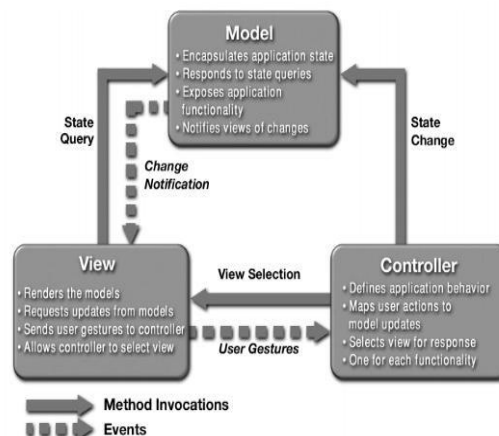 Model
• Encapsulates application state
• Responds to state queries
• Exposes application
functionality
• Notifies views of changes
State
Query
Change
Notification
State
Change
View
• Renders the models
• Requests updates from models
• Sends user gestures to controller
• Allows controller to select view
View Selection
User Gestures
Controller
• Defines application behavior
• Maps user actions to
model updates
• Selects view for response
• One for each functionality
Method Invocations
Events